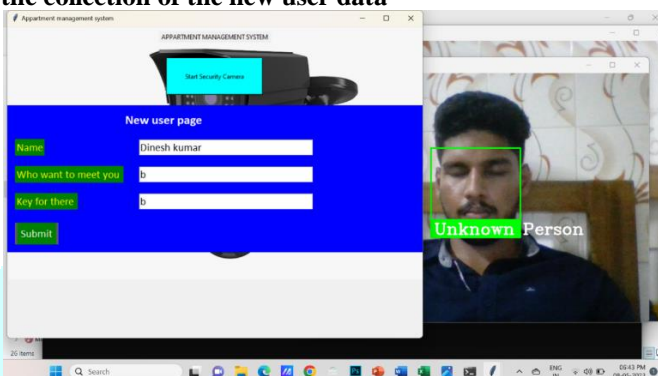 the collection of the new user data
Appartment management system
APPARTMENT MANAGEMENT SYSTEM
Start Security Camera
New user page
Name
Dinesh kumar
Who want to meet you
b
Key for there
b
Submit
Unknown Person
26 items
Search
ENG
IN
06:43 PM